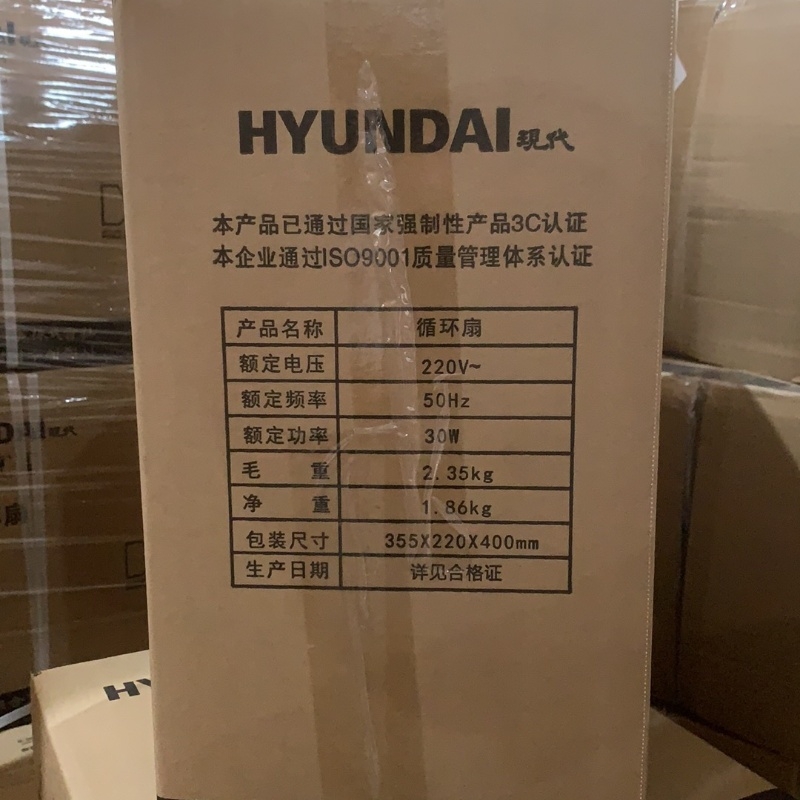 HYUNDAI 现代
本产品已通过国家强制性产品3C认证
本企业通过ISO9001质量管理体系认证
产品名称 循环扇
额定电压 220V~
额定频率 50Hz
额定功率 30W
毛 重 2.35kg
净 重 1.86kg
包装尺寸 355X220X400mm
生产日期 详见合格证
现代
扇
HY